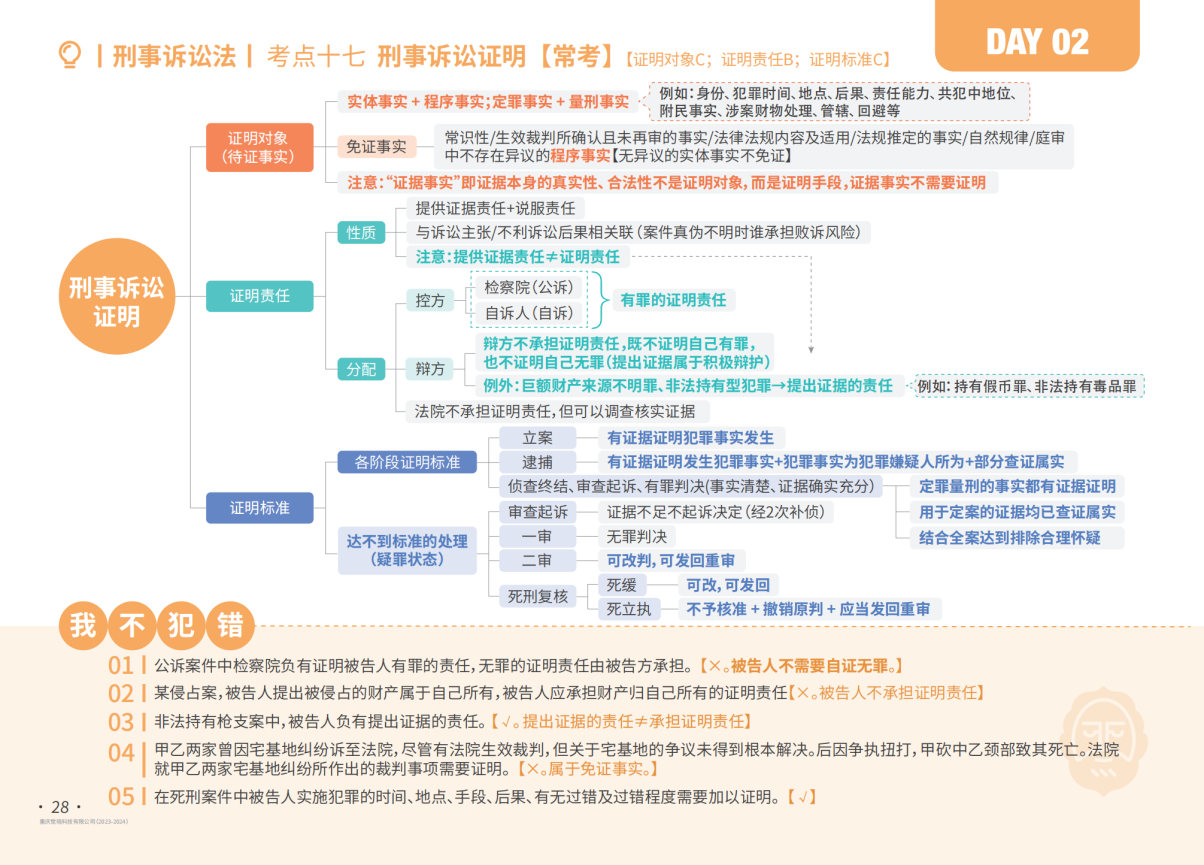 DAY 02
刑事诉讼法 考点十七 刑事诉讼证明【常考】【证明对象C；证明责任B；证明标准C】
刑事诉讼
证明
证明对象
（待证事实）
实体事实 + 程序事实；定罪事实 + 量刑事实
例如：身份、犯罪时间、地点、后果、责任能力、共犯中地位、
附民事实、涉案财物处理、管辖、回避等
免证事实
常识性/生效裁判所确认且未再审的事实/法律法规内容及适用/法规推定的事实/自然规律/庭审
中不存在异议的程序事实【无异议的实体事实不免证】
注意：“证据事实”即证据本身的真实性、合法性不是证明对象，而是证明手段，证据事实不需要证明
证明责任
性质
提供证据责任+说服责任
与诉讼主张/不利诉讼后果相关联（案件真伪不明时谁承担败诉风险）
注意：提供证据责任≠证明责任
分配
控方
检察院（公诉）
自诉人（自诉）
有罪的证明责任
辩方
辩方不承担证明责任，既不证明自己有罪，
也不证明自己无罪（提出证据属于积极辩护）
例外：巨额财产来源不明罪、非法持有型犯罪→提出证据的责任
例如：持有假币罪、非法持有毒品罪
法院不承担证明责任，但可以调查核实证据
证明标准
各阶段证明标准
立案
有证据证明犯罪事实发生
逮捕
有证据证明发生犯罪事实+犯罪事实为犯罪嫌疑人所为+部分查证属实
侦查终结、审查起诉、有罪判决(事实清楚、证据确实充分）
定罪量刑的事实都有证据证明
用于定案的证据均已查证属实
结合全案达到排除合理怀疑
达不到标准的处理
（疑罪状态）
审查起诉
证据不足不起诉决定（经2次补侦）
一审
无罪判决
二审
可改判，可发回重审
死刑复核
死缓
可改，可发回
死立执
不予核准 + 撤销原判 + 应当发回重审
我不犯错
01 公诉案件中检察院负有证明被告人有罪的责任，无罪的证明责任由被告方承担。【×。被告人不需要自证无罪。】
02 某侵占案，被告人提出被侵占的财产属于自己所有，被告人应承担财产归自己所有的证明责任【×。被告人不承担证明责任】
03 非法持有枪支案中，被告人负有提出证据的责任。【√。提出证据的责任≠承担证明责任】
04 甲乙两家曾因宅基地纠纷诉至法院，尽管有法院生效裁判，但关于宅基地的争议未得到根本解决。后因争执扭打，甲砍中乙颈部致其死亡。法院
就甲乙两家宅基地纠纷所作出的裁判事项需要证明。【×。属于免证事实。】
05 在死刑案件中被告人实施犯罪的时间、地点、手段、后果、有无过错及过错程度需要加以证明。【√】
· 28 ·